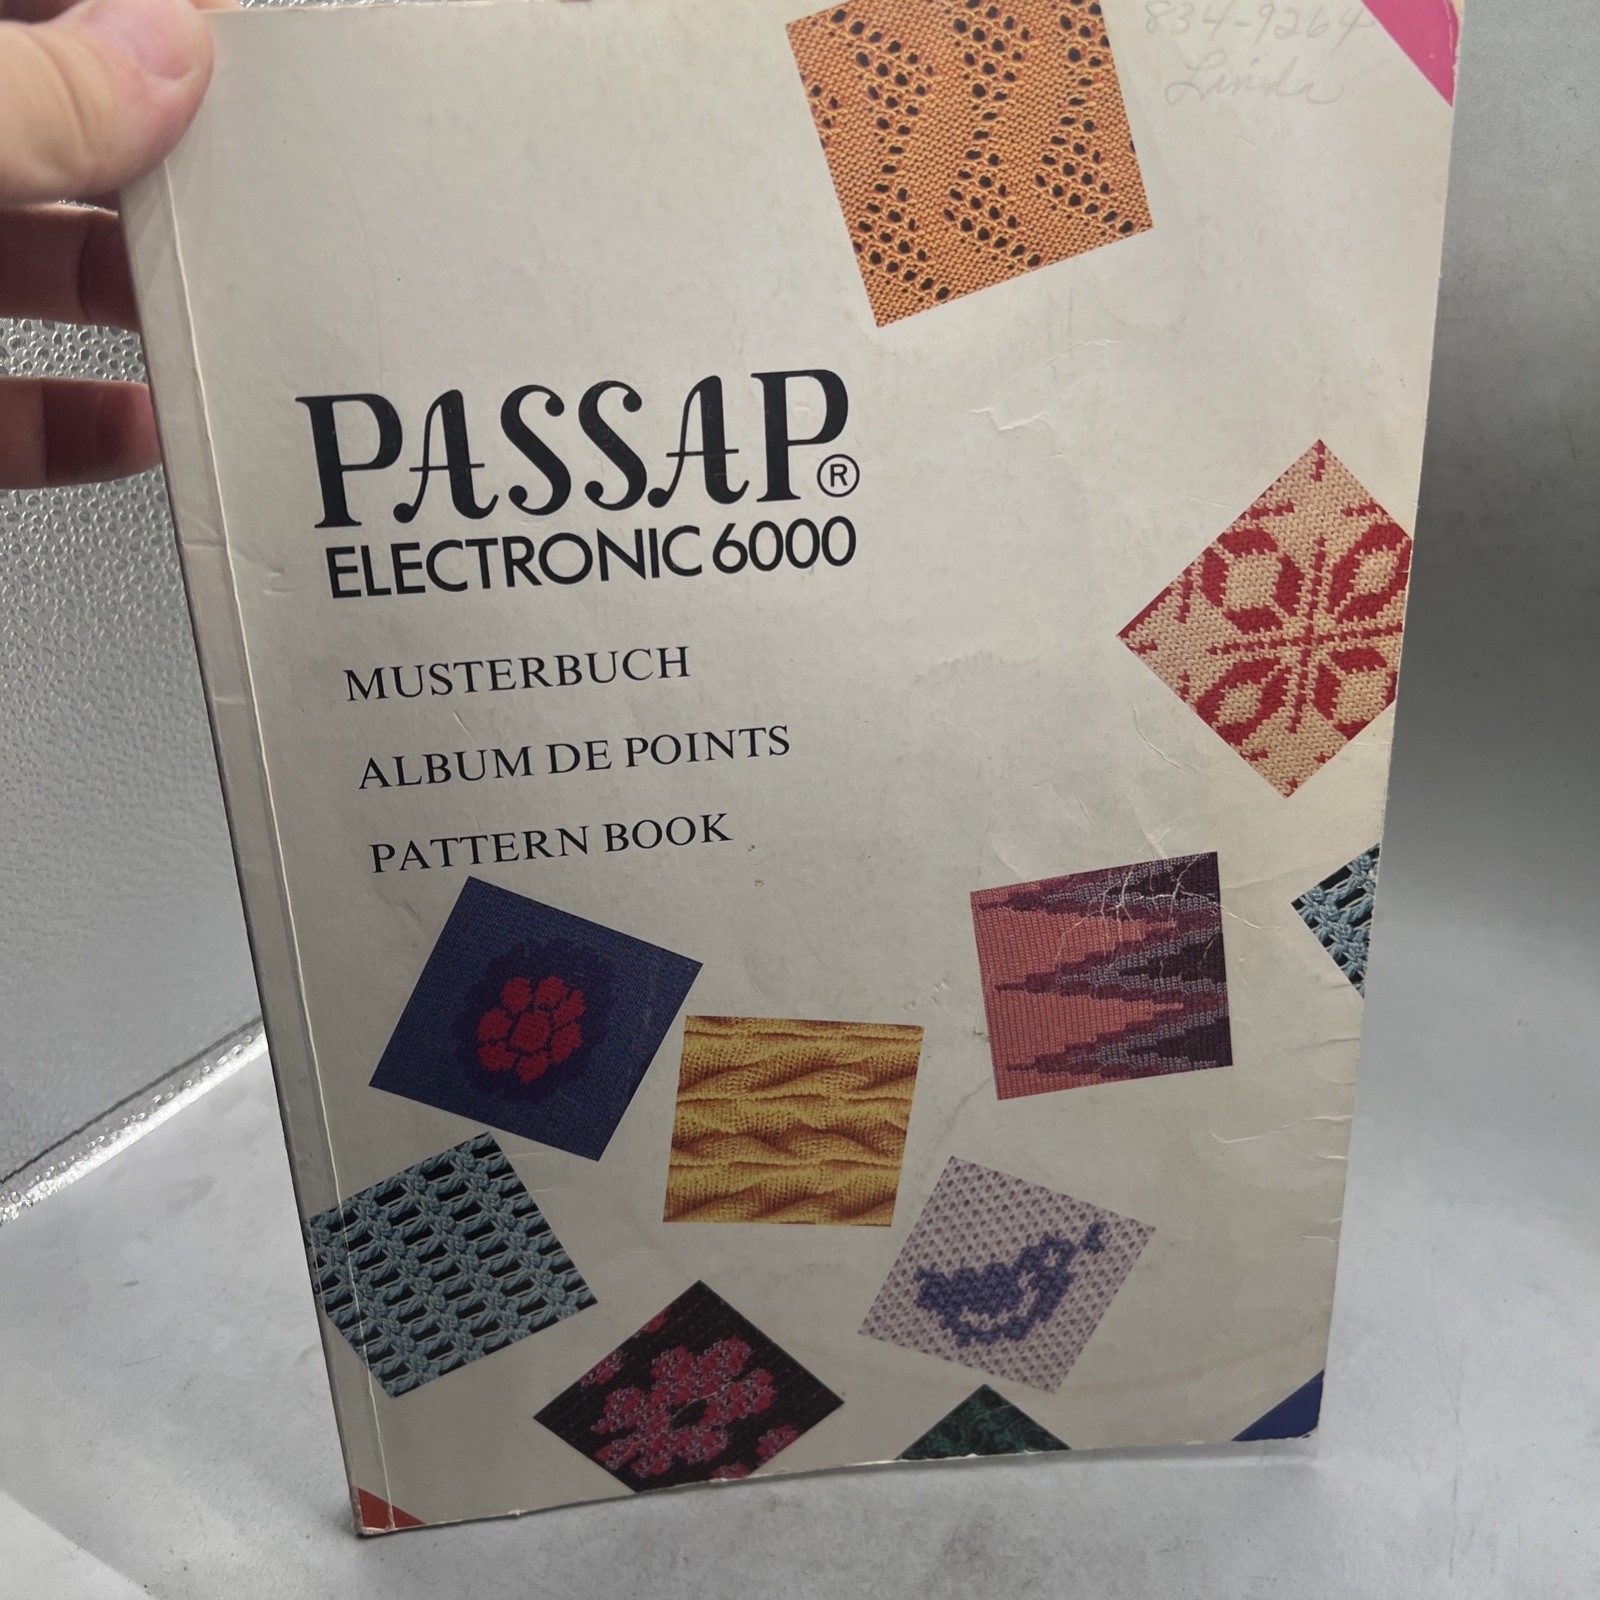 834-9264
Linda
PASSAP®
ELECTRONIC 6000
MUSTERBUCH
ALBUM DE POINTS
PATTERN BOOK